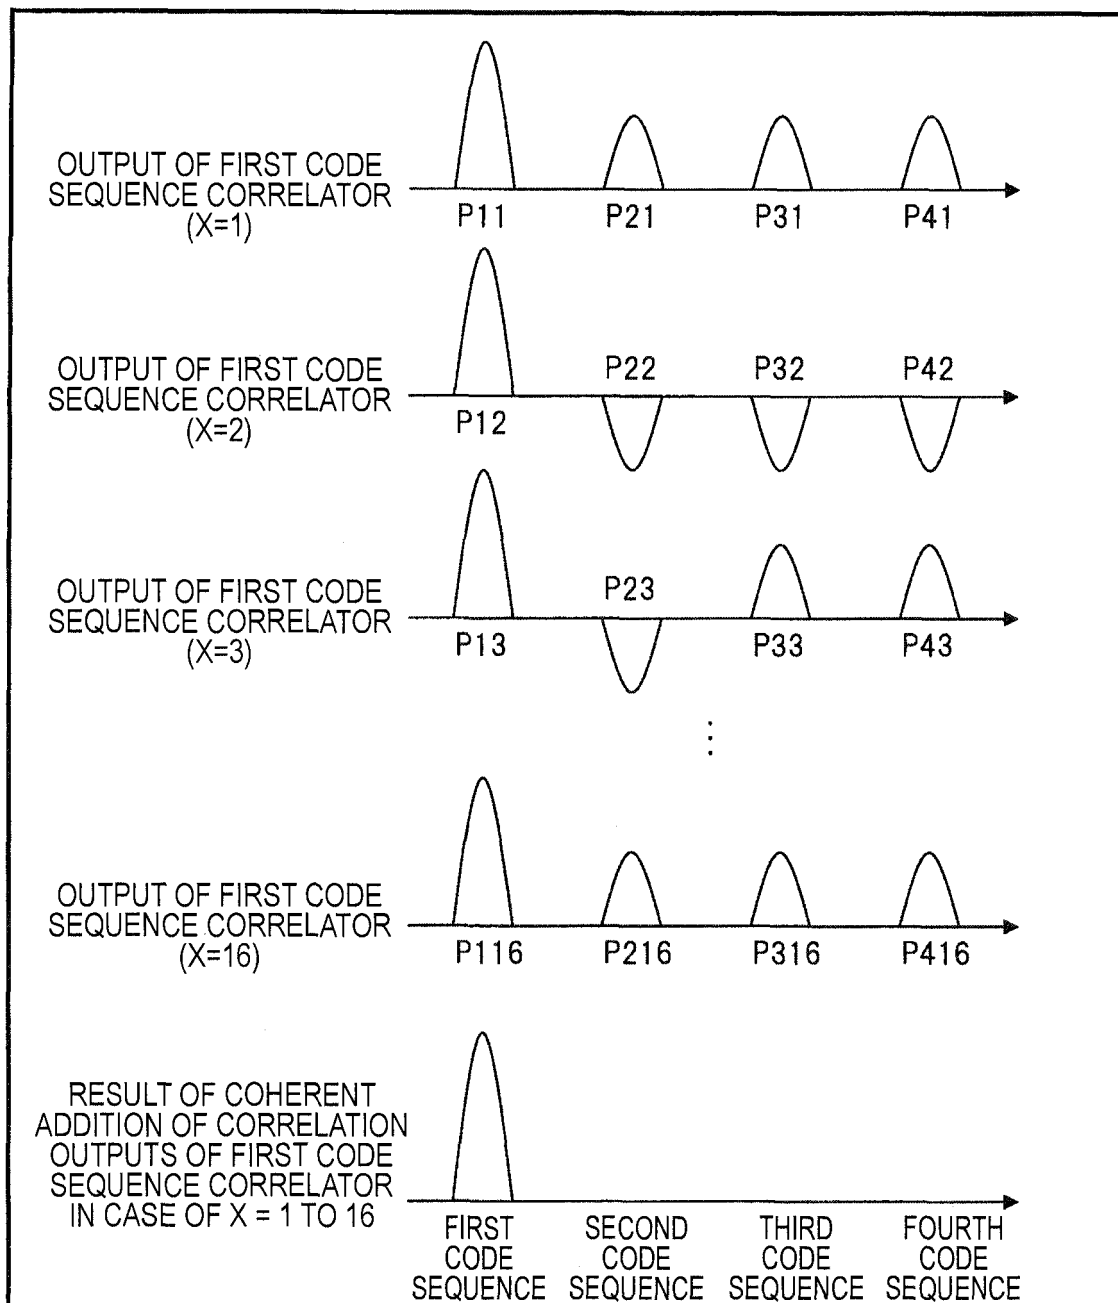 OUTPUT OF FIRST CODE
SEQUENCE CORRELATOR
(X=1)
P11 P21 P31 P41
OUTPUT OF FIRST CODE
SEQUENCE CORRELATOR
(X=2)
P12 P22 P32 P42
OUTPUT OF FIRST CODE
SEQUENCE CORRELATOR
(X=3)
P13 P23 P33 P43
OUTPUT OF FIRST CODE
SEQUENCE CORRELATOR
(X=16)
P116 P216 P316 P416
RESULT OF COHERENT
ADDITION OF CORRELATION
OUTPUTS OF FIRST CODE
SEQUENCE CORRELATOR
IN CASE OF X = 1 TO 16
FIRST
CODE
SEQUENCE
SECOND
CODE
SEQUENCE
THIRD
CODE
SEQUENCE
FOURTH
CODE
SEQUENCE